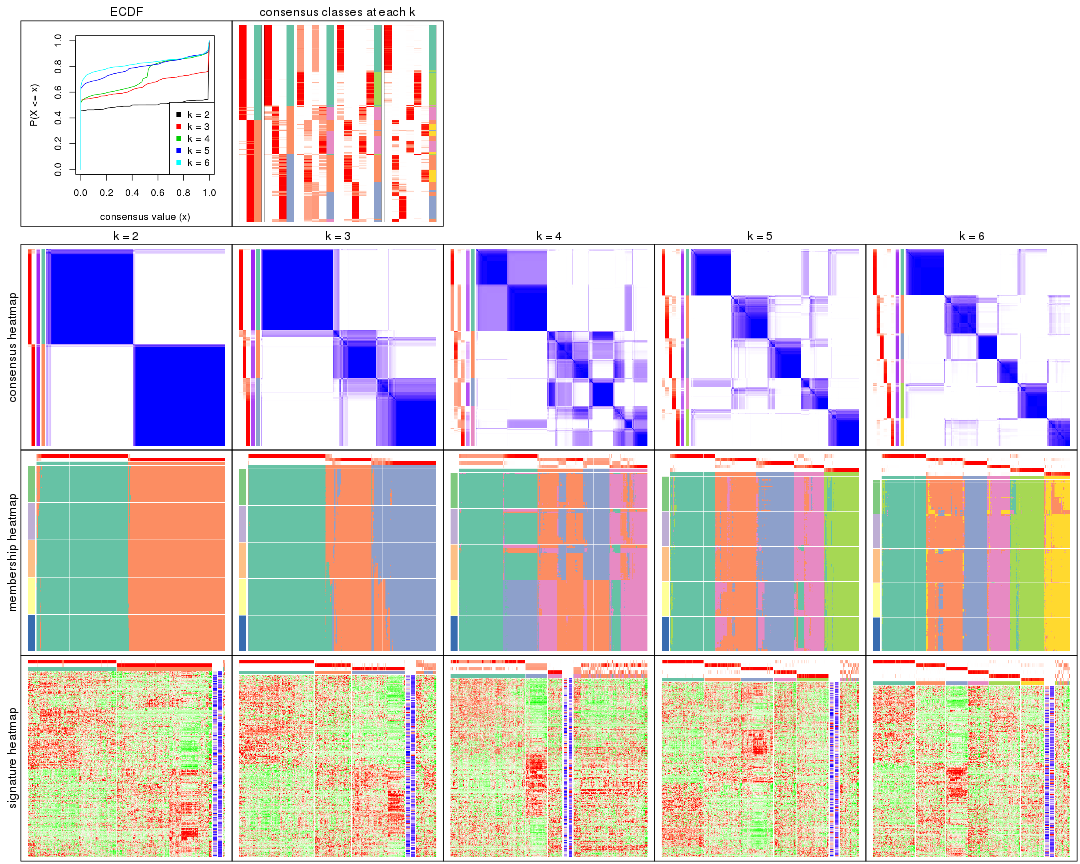 ECDF
consensus classes at each k
P(X <= x)
0.0 0.2 0.4 0.6 0.8 1.0
k = 2
k = 3
k = 4
k = 5
k = 6
0.0 0.2 0.4 0.6 0.8 1.0
consensus value (x)
k = 2
k = 3
k = 4
k = 5
k = 6
consensus heatmap
membership heatmap
signature heatmap